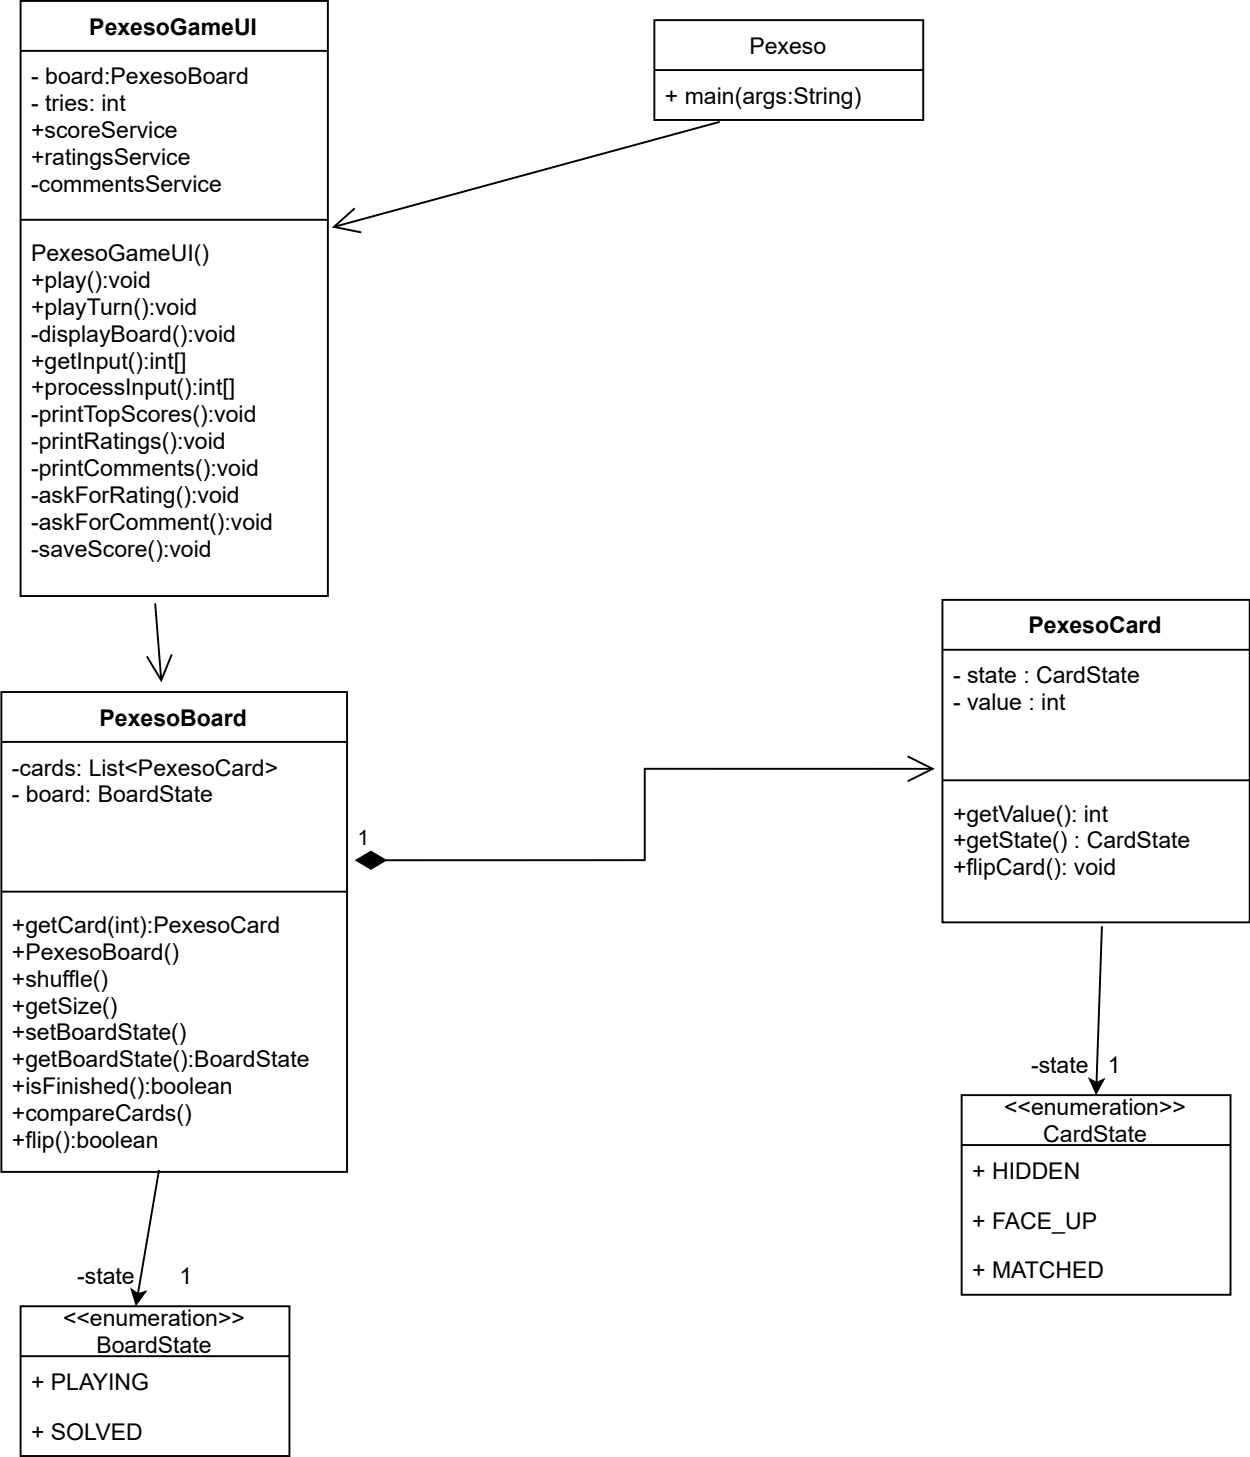 PexesoGameUI
- board:PexesoBoard
- tries: int
+scoreService
+ratingsService
-commentsService
PexesoGameUI()
+play():void
+playTurn():void
-displayBoard():void
+getInput():int[]
+processInput():int[]
-printTopScores():void
-printRatings():void
-printComments():void
-askForRating():void
-askForComment():void
-saveScore():void
Pexeso
+ main(args:String)
PexesoBoard
-cards: List<PexesoCard>
- board: BoardState
+getCard(int):PexesoCard
+PexesoBoard()
+shuffle()
+getSize()
+setBoardState()
+getBoardState():BoardState
+isFinished():boolean
+compareCards()
+flip():boolean
1
PexesoCard
- state : CardState
- value : int
+getValue(): int
+getState() : CardState
+flipCard(): void
-state 1
<<enumeration>>
CardState
+ HIDDEN
+ FACE_UP
+ MATCHED
-state 1
<<enumeration>>
BoardState
+ PLAYING
+ SOLVED